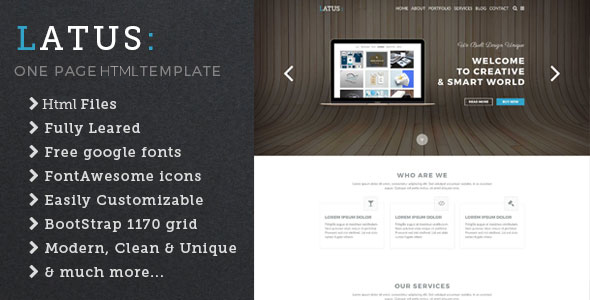 LATUS:
ONE PAGE HTML TEMPLATE
Html Files
Fully Leared
Free google fonts
FontAwesome icons
Easily Customizable
BootStrap 1170 grid
Modern, Clean & Unique
& much more...
LATUS
HOME ABOUT PORTFOLIO SERVICES BLOG CONTACT
We Built Design Unique
WELCOME
TO CREATIVE
& SMART WORLD
READ MORE BUY NOW
WHO ARE WE
LOREM IPSUM DOLOR LOREM IPSUM DOLOR LOREM IPSUM DOLOR
OUR SERVICES